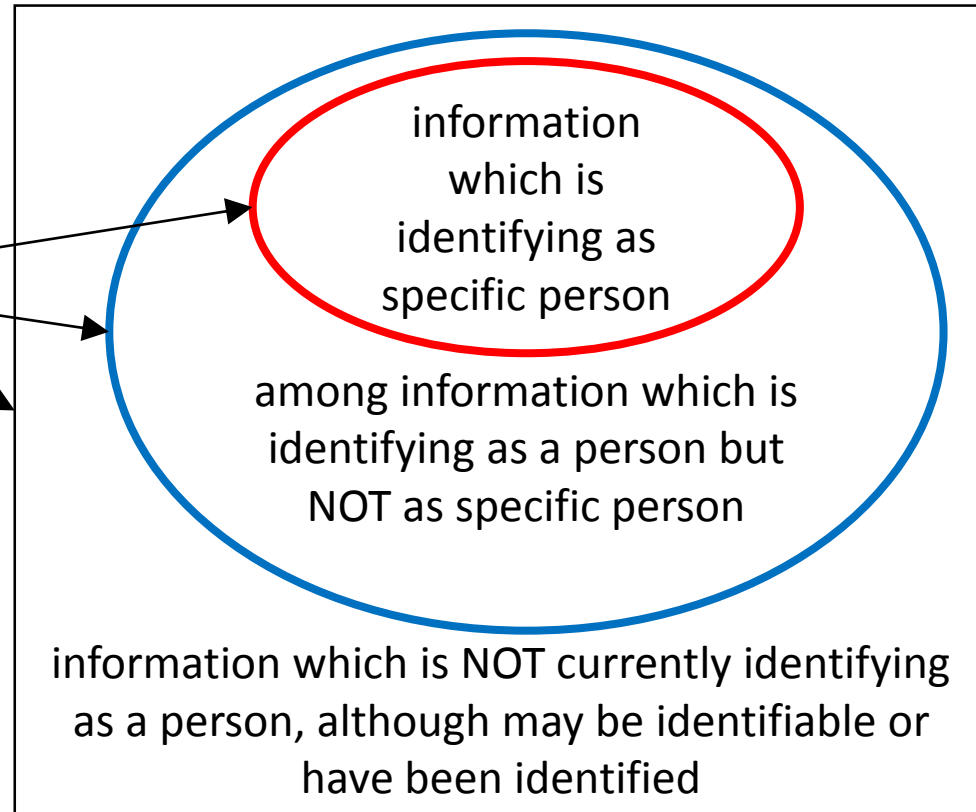 information
which is
identifying as
specific person
among information which is
identifying as a person but
NOT as specific person
information which is NOT currently identifying
as a person, although may be identifiable or
have been identified